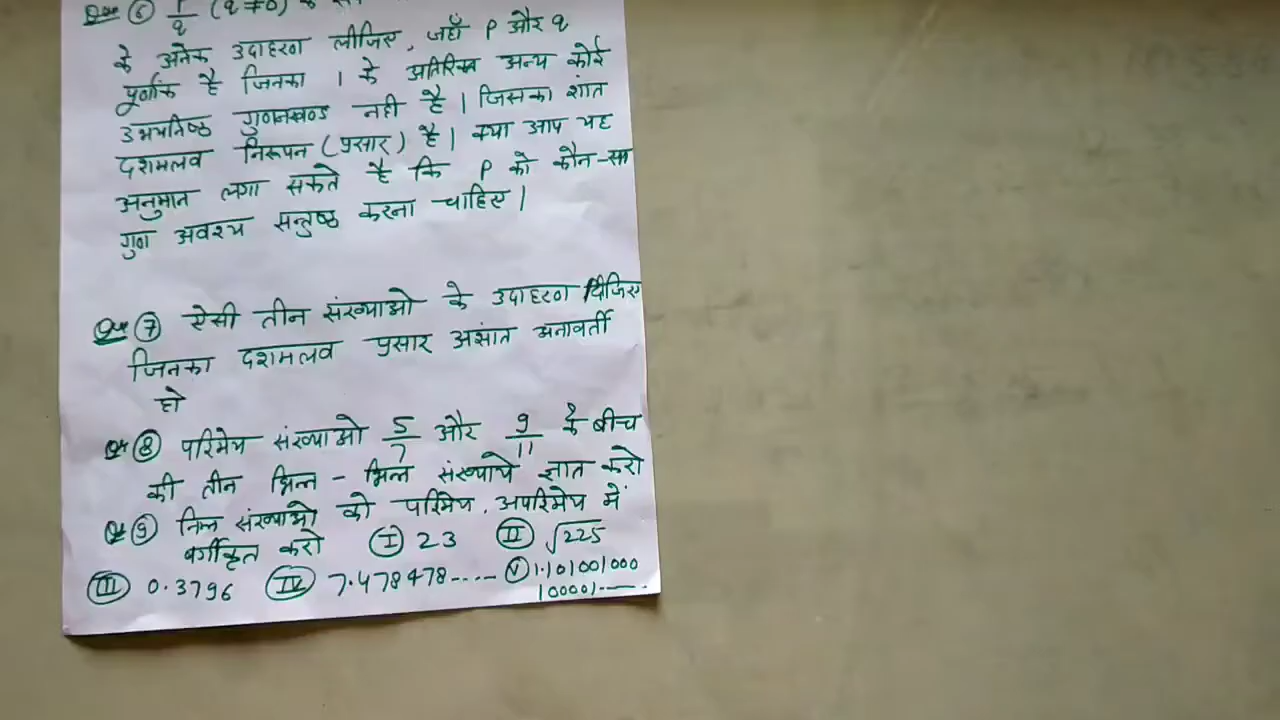 Que ⑥ p/q (q≠0) के
के अनेक उदाहरण लीजिए, जहाँ P और q
पूर्णांक है जिनका 1 के अतिरिक्त अन्य कोई
उभयनिष्ठ गुणनखण्ड नही है। जिसका शांत
दशमलव निरूपन (प्रसार) है। क्या आप यह
अनुमान लगा सकते है कि P को कौन-सा
गुण अवश्य सन्तुष्ठ करना चाहिए।
Que ⑦ ऐसी तीन संख्याओ के उदाहरण दिजिए
जिनका दशमलव प्रसार अशांत अनावर्ती
हो
Q ⑧ परिमेय संख्याओ 5/7 और 9/11 के बीच
की तीन भिन्न-भिन्न संख्याये ज्ञात करो
Q ⑨ निम्न संख्याओ को परिमेय, अपरिमेय में
वर्गीकृत करो Ⓘ 23 Ⓘⓘ √225
III 0.3796 IV 7.478478.... V 1.101001000
10000/----.